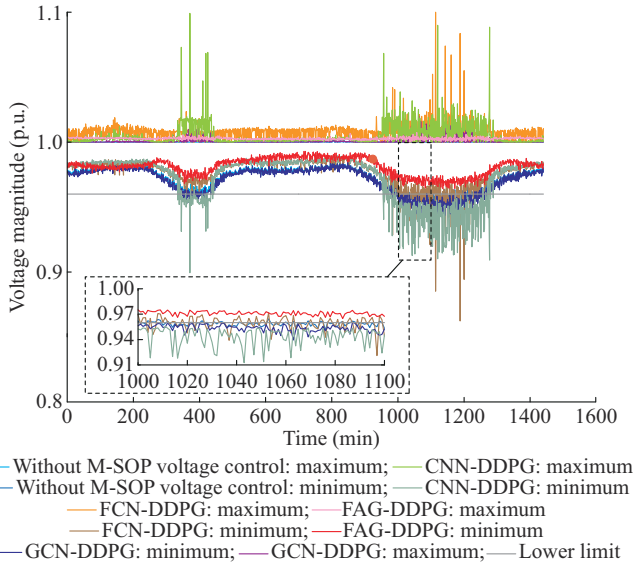 1.1
1.0
0.9
0.8
Voltage magnitude (p.u.)
1.00
0.97
0.94
0.91
1000 1020 1040 1060 1080 1100
0 200 400 600 800 1000 1200 1400 1600
Time (min)
Without M-SOP voltage control: maximum; CNN-DDPG: maximum
Without M-SOP voltage control: minimum; CNN-DDPG: minimum
FCN-DDPG: maximum; FAG-DDPG: maximum
FCN-DDPG: minimum; FAG-DDPG: minimum
GCN-DDPG: minimum; GCN-DDPG: maximum; Lower limit